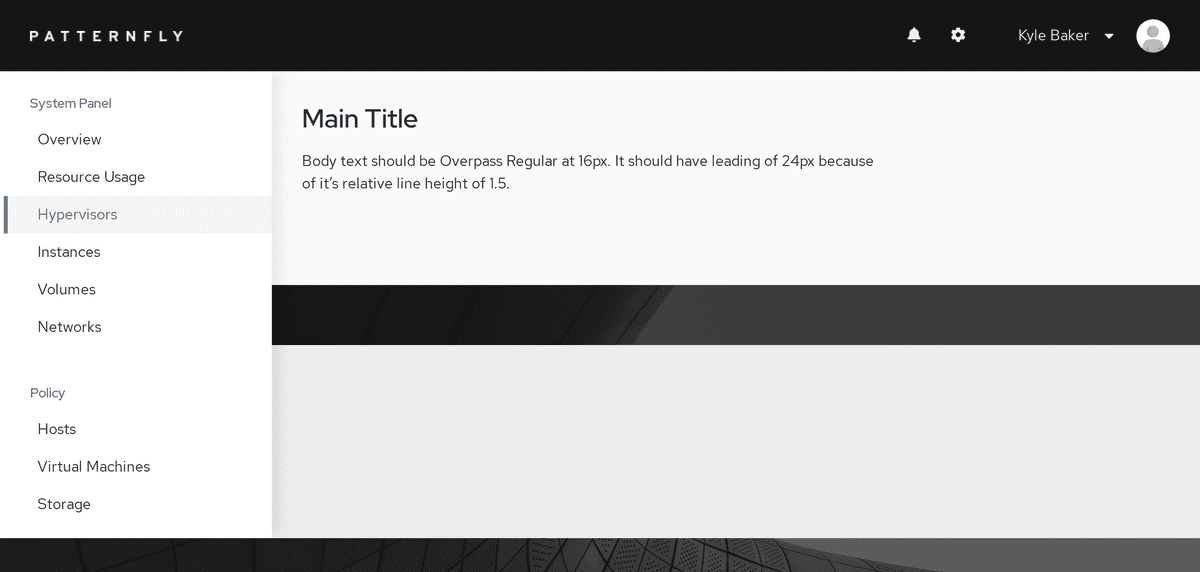 PATTERNFLY
Kyle Baker
System Panel
Overview
Resource Usage
Hypervisors
Instances
Volumes
Networks
Policy
Hosts
Virtual Machines
Storage
Main Title
Body text should be Overpass Regular at 16px. It should have leading of 24px because
of it’s relative line height of 1.5.